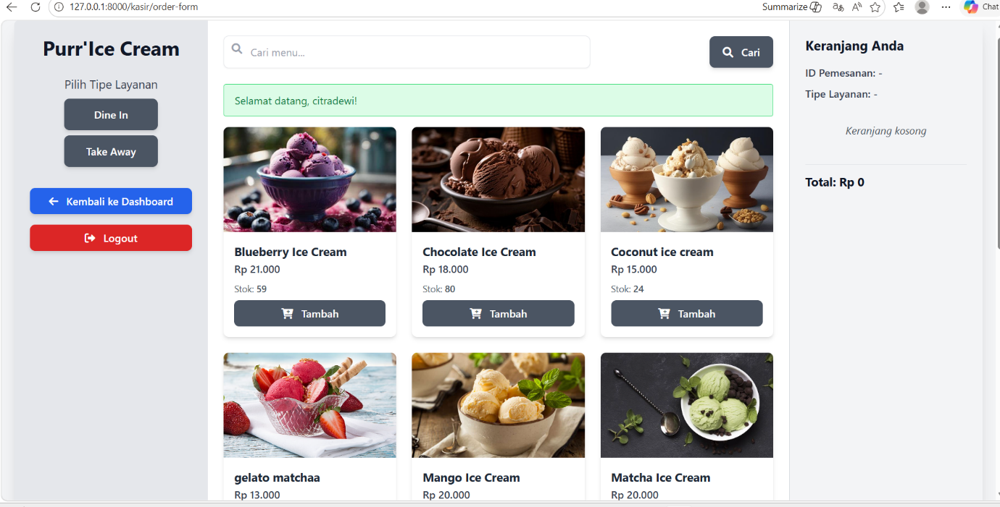 127.0.0.1:8000/kasir/order-form
Summarize
Chat
Purr'Ice Cream
Pilih Tipe Layanan
Dine In
Take Away
Kembali ke Dashboard
Logout
Cari menu...
Cari
Selamat datang, citradewi!
Blueberry Ice Cream
Rp 21.000
Stok: 59
Tambah
Chocolate Ice Cream
Rp 18.000
Stok: 80
Tambah
Coconut ice cream
Rp 15.000
Stok: 24
Tambah
gelato matchaa
Rp 13.000
Mango Ice Cream
Rp 20.000
Matcha Ice Cream
Rp 20.000
Keranjang Anda
ID Pemesanan: -
Tipe Layanan: -
Keranjang kosong
Total: Rp 0